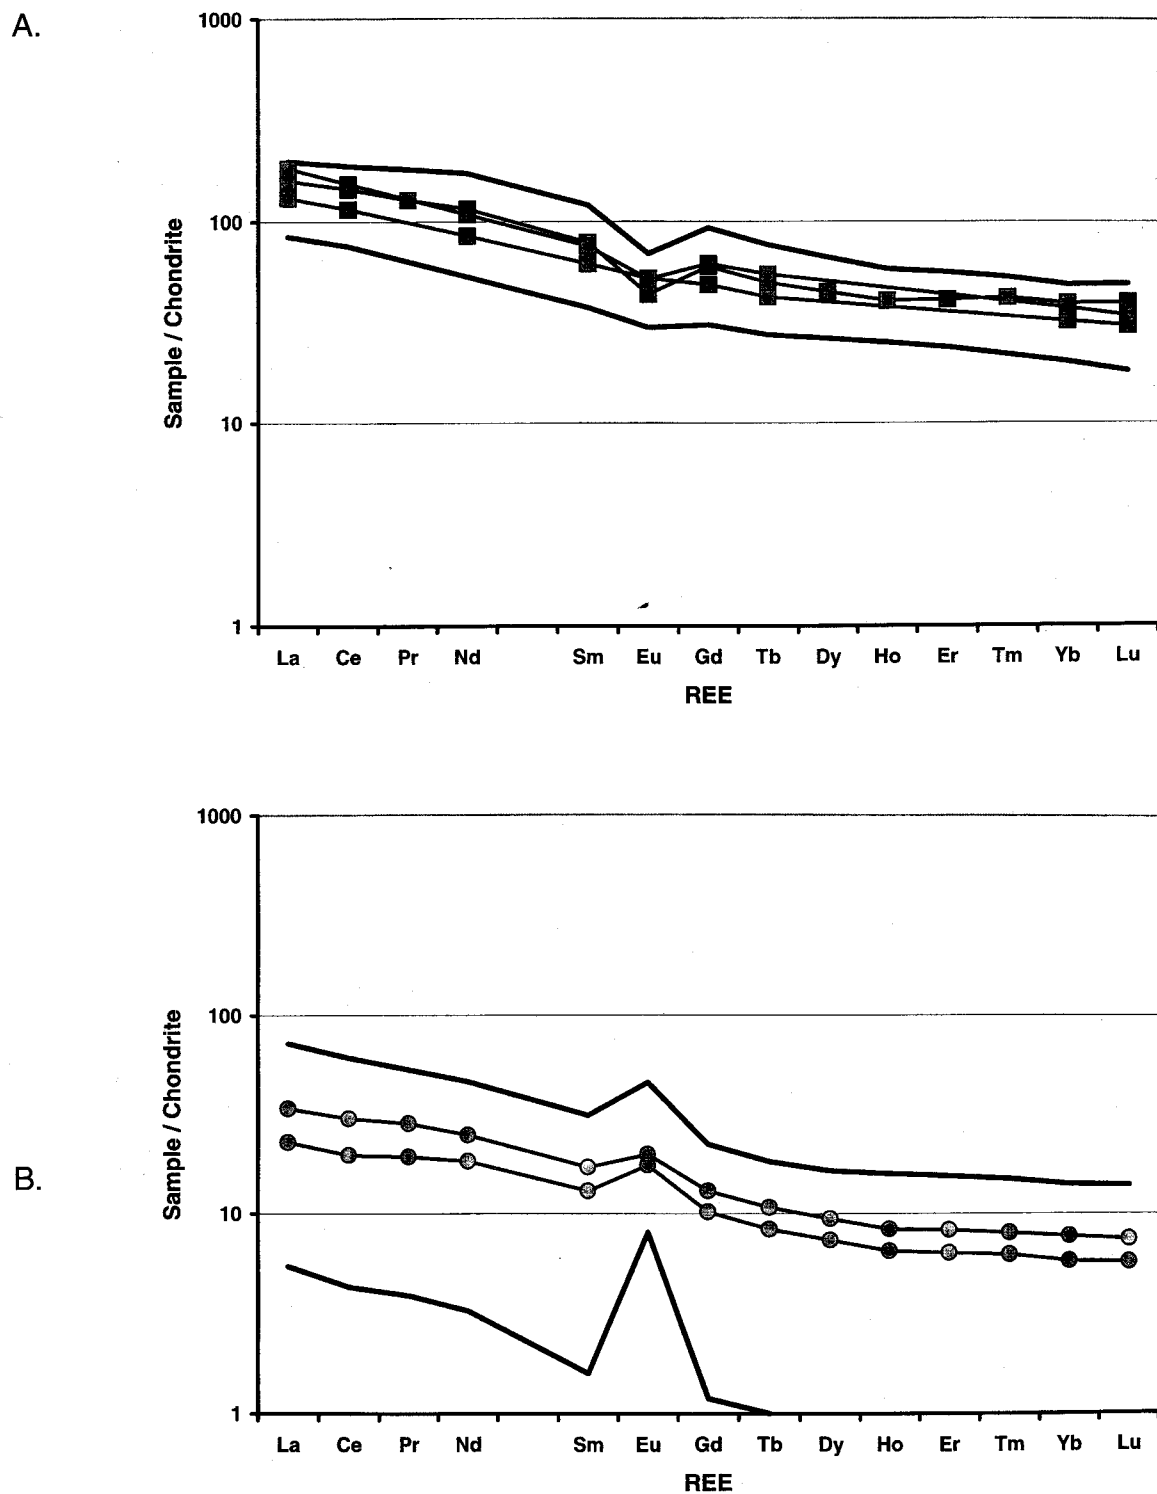 A.
1000
100
10
1
Sample / Chondrite
La Ce Pr Nd Sm Eu Gd Tb Dy Ho Er Tm Yb Lu
REE
B.
1000
100
10
1
Sample / Chondrite
La Ce Pr Nd Sm Eu Gd Tb Dy Ho Er Tm Yb Lu
REE